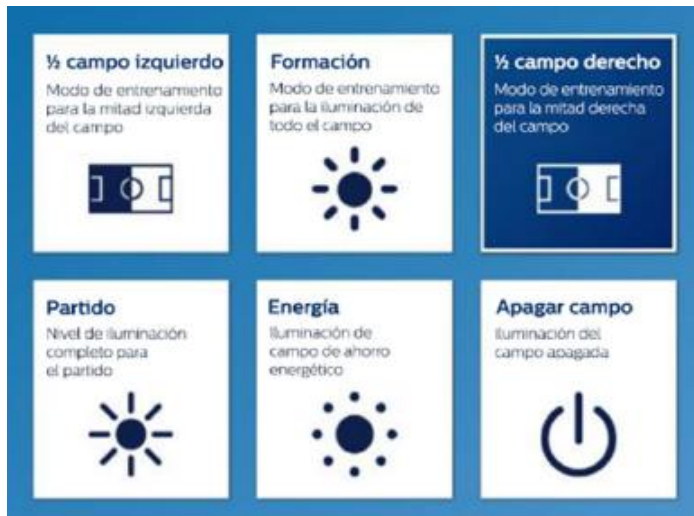 ½ campo izquierdo
Modo de entrenamiento
para la mitad izquierda
del campo
Formación
Modo de entrenamiento
para la iluminación de
todo el campo
½ campo derecho
Modo de entrenamiento
para la mitad derecha
del campo
Partido
Nivel de iluminación
completo para
el partido
Energía
Iluminación de
campo de ahorro
energético
Apagar campo
Iluminación del
campo apagada